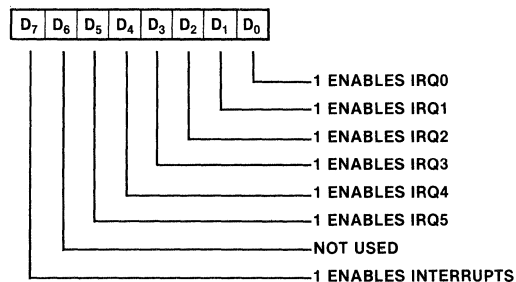 D7 D6 D5 D4 D3 D2 D1 D0
1 ENABLES IRQ0
1 ENABLES IRQ1
1 ENABLES IRQ2
1 ENABLES IRQ3
1 ENABLES IRQ4
1 ENABLES IRQ5
NOT USED
1 ENABLES INTERRUPTS